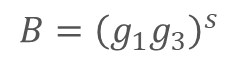 B = (g₁g₃)ˢ